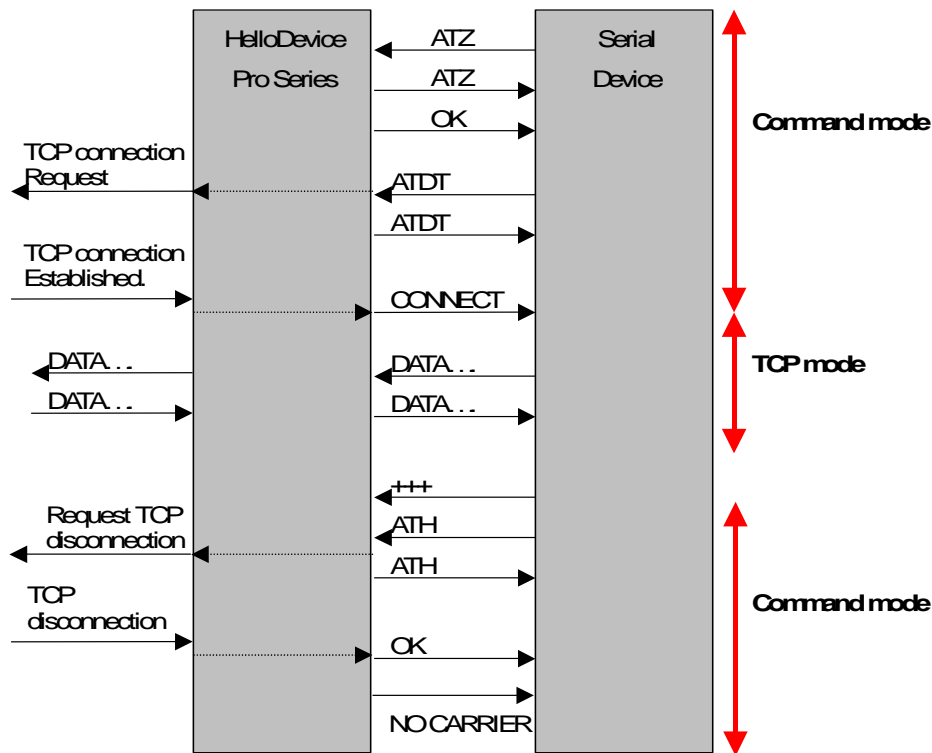 HelloDevice
Pro Series
Serial
Device
ATZ
ATZ
OK
Command mode
TCP connection
Request
ATDT
ATDT
TCP connection
Established.
CONNECT
DATA. . .
DATA. . .
TCP mode
DATA. . .
DATA. . .
+++
Request TCP
disconnection
ATH
ATH
TCP
disconnection
Command mode
OK
NO CARRIER